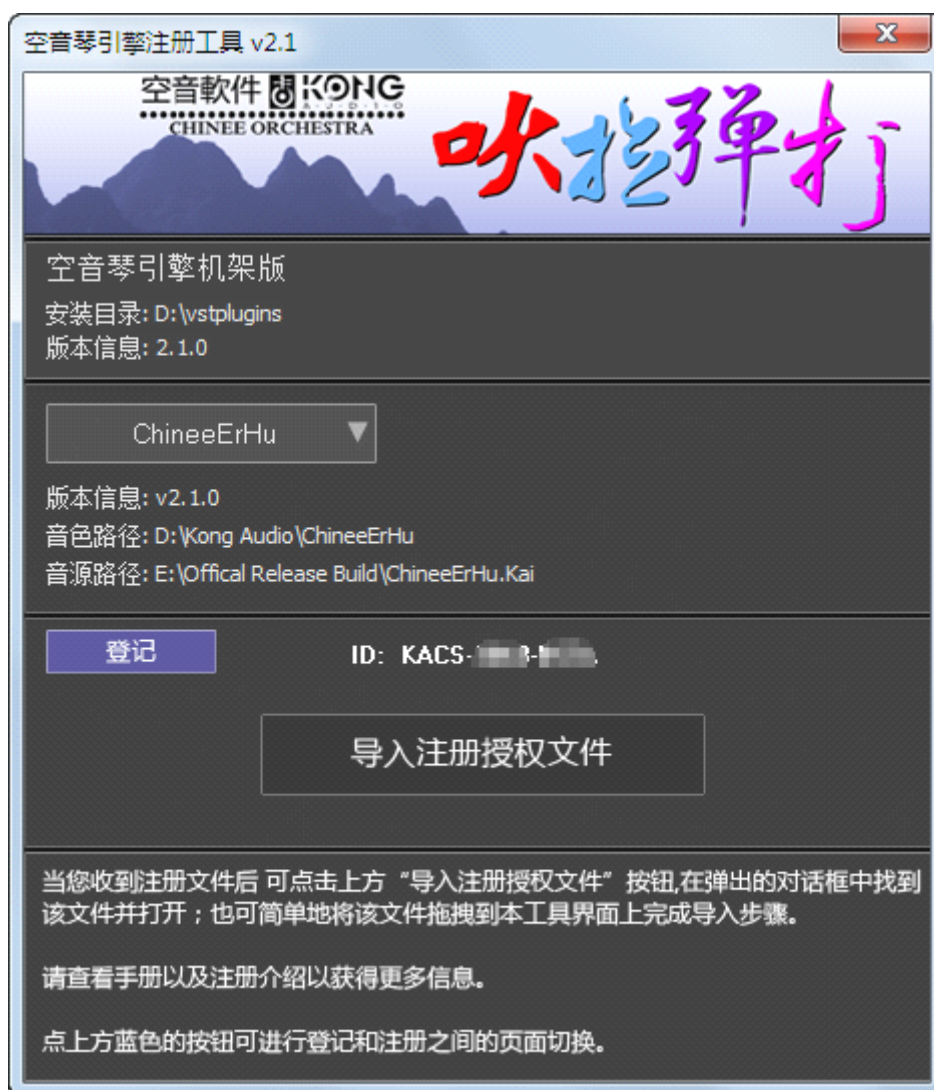 空音琴引擎注册工具 v2.1
空音軟件 KONG
AUDIO
CHINEE ORCHESTRA
吹拉弹打
空音琴引擎机架版
安装目录: D:\vstplugins
版本信息: 2.1.0
ChineeErHu
版本信息: v2.1.0
音色路径: D:\Kong Audio\ChineeErHu
音源路径: E:\Offical Release Build\ChineeErHu.Kai
登记
ID: KACS-
导入注册授权文件
当您收到注册文件后 可点击上方“导入注册授权文件”按钮,在弹出的对话框中找到
该文件并打开；也可简单地将该文件拖拽到本工具界面上完成导入步骤。
请查看手册以及注册介绍以获得更多信息。
点上方蓝色的按钮可进行登记和注册之间的页面切换。